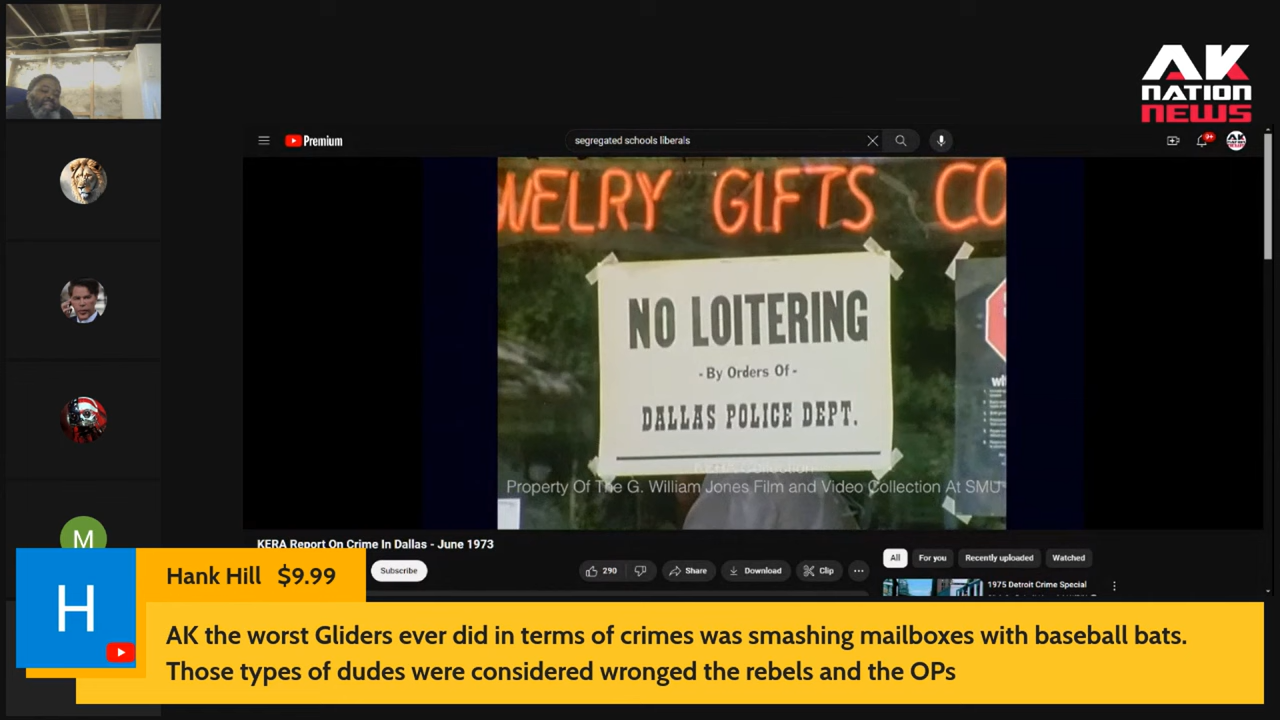 AK
NATION
NEWS
Premium
segregated schools liberals
9+
AK
NATION
NEWS
WELRY GIFTS CO
NO LOITERING
-By Orders Of-
DALLAS POLICE DEPT.
Property Of The G. William Jones Film and Video Collection At SMU
KERA Report On Crime In Dallas - June 1973
Subscribe
290
Share
Download
Clip
All
For you
Recently uploaded
Watched
1975 Detroit Crime Special
M
H
Hank Hill $9.99
AK the worst Gliders ever did in terms of crimes was smashing mailboxes with baseball bats.
Those types of dudes were considered wronged the rebels and the OPs